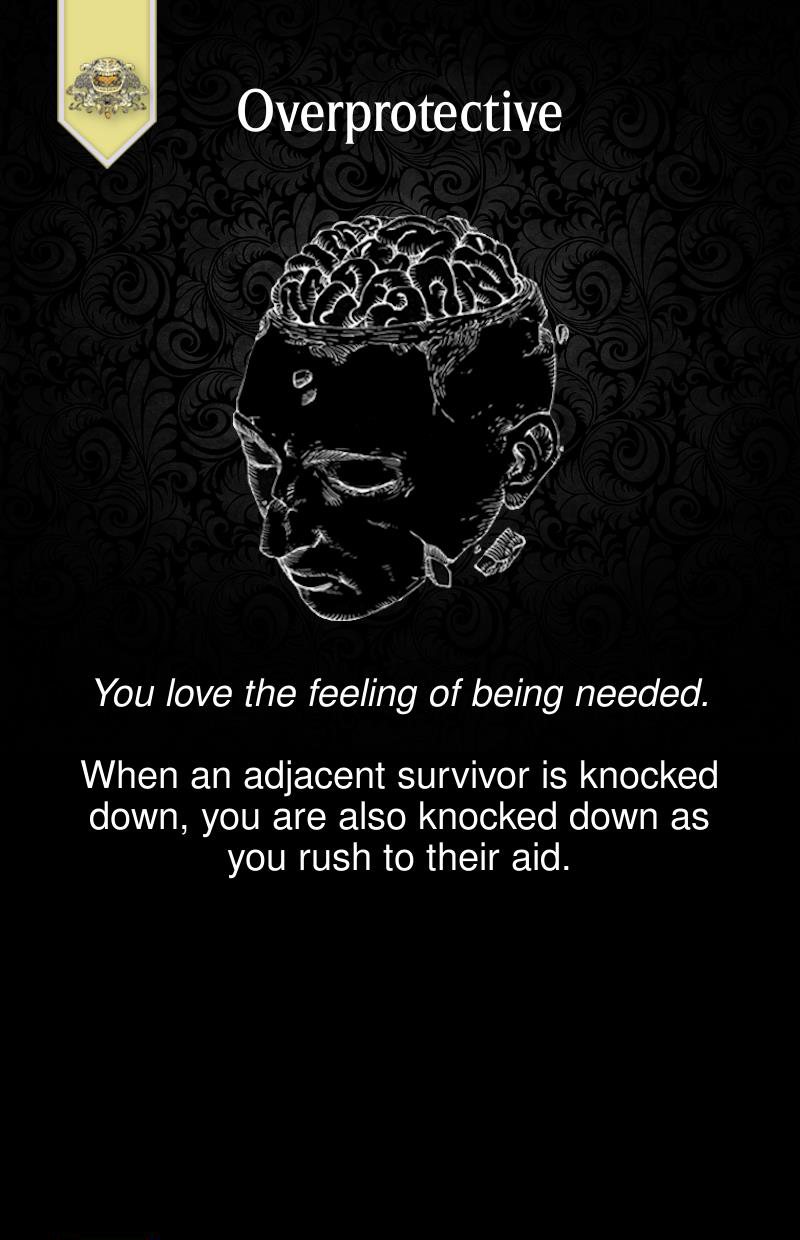 Overprotective
You love the feeling of being needed.
When an adjacent survivor is knocked
down, you are also knocked down as
you rush to their aid.